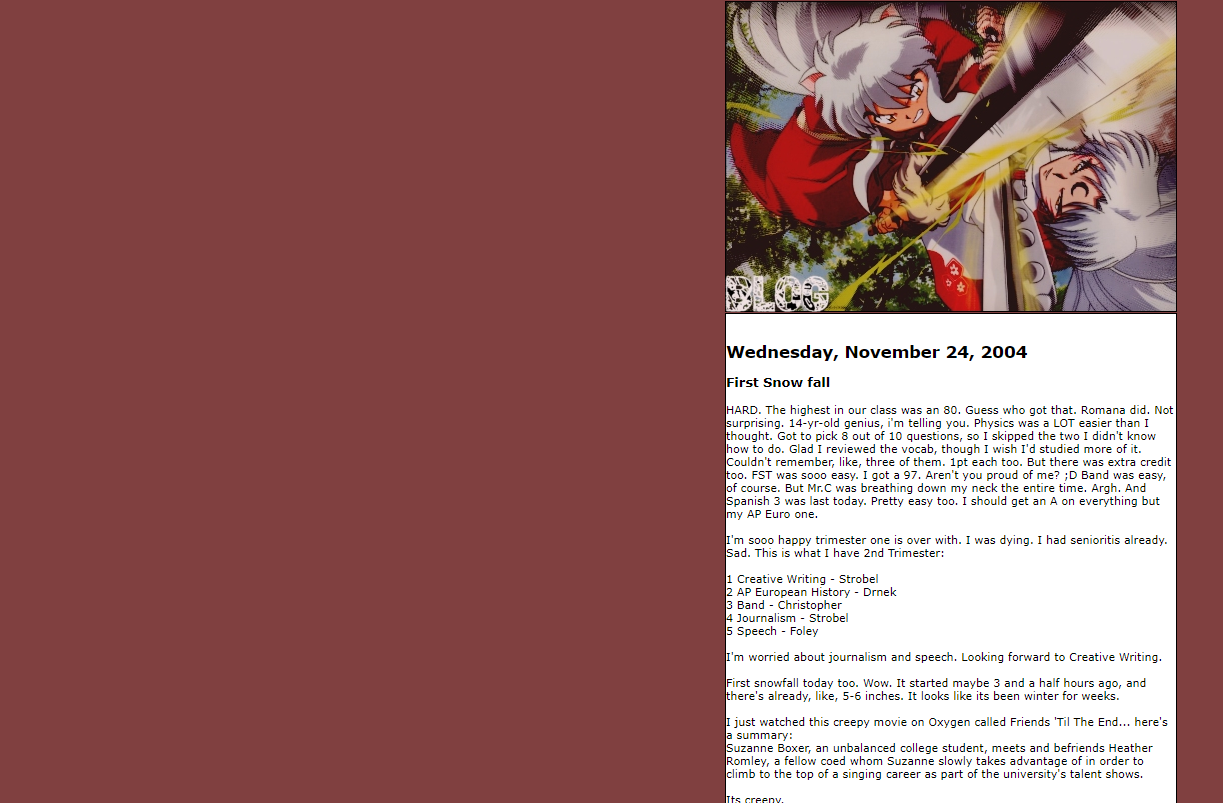 BLOG
Wednesday, November 24, 2004
First Snow fall
HARD. The highest in our class was an 80. Guess who got that. Romana did. Not
surprising. 14-yr-old genius, i'm telling you. Physics was a LOT easier than I
thought. Got to pick 8 out of 10 questions, so I skipped the two I didn't know
how to do. Glad I reviewed the vocab, though I wish I'd studied more of it.
Couldn't remember, like, three of them. 1pt each too. But there was extra credit
too. FST was sooo easy. I got a 97. Aren't you proud of me? ;D Band was easy,
of course. But Mr.C was breathing down my neck the entire time. Argh. And
Spanish 3 was last today. Pretty easy too. I should get an A on everything but
my AP Euro one.
I'm sooo happy trimester one is over with. I was dying. I had senioritis already.
Sad. This is what I have 2nd Trimester:
1 Creative Writing - Strobel
2 AP European History - Drnek
3 Band - Christopher
4 Journalism - Strobel
5 Speech - Foley
I'm worried about journalism and speech. Looking forward to Creative Writing.
First snowfall today too. Wow. It started maybe 3 and a half hours ago, and
there's already, like, 5-6 inches. It looks like its been winter for weeks.
I just watched this creepy movie on Oxygen called Friends 'Til The End... here's
a summary:
Suzanne Boxer, an unbalanced college student, meets and befriends Heather
Romley, a fellow coed whom Suzanne slowly takes advantage of in order to
climb to the top of a singing career as part of the university's talent shows.
Its creepy.